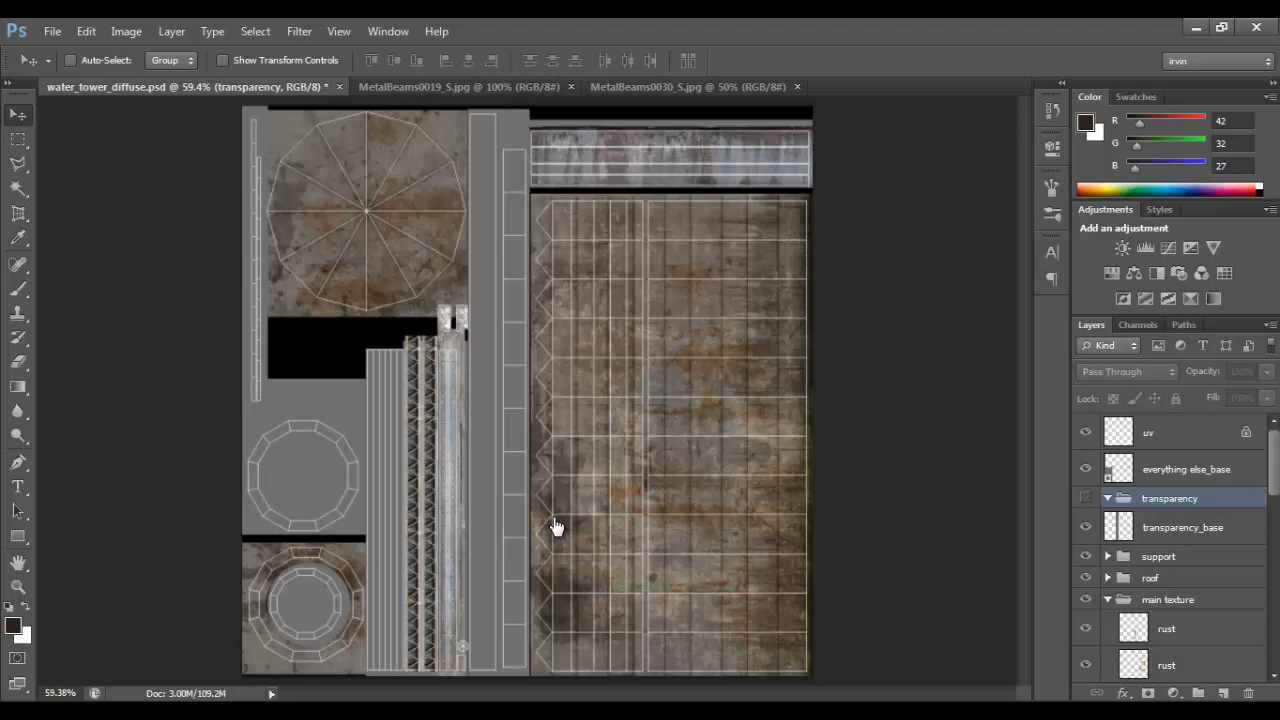 Ps File Edit Image Layer Type Select Filter View Window Help
Auto-Select: Group Show Transform Controls irvin
water_tower_diffuse.psd @ 59.4% (transparency, RGB/8) * × MetalBeams0019_S.jpg @ 100% (RGB/8#) × MetalBeams0030_S.jpg @ 50% (RGB/8#) ×
Color Swatches
R 42
G 32
B 27
Adjustments Styles
Add an adjustment
Layers Channels Paths
Kind
Pass Through Opacity: 100%
Lock: Fill: 100%
uv
everything else_base
transparency
transparency_base
support
roof
main texture
rust
rust
59.38% Doc: 3.00M/109.2M